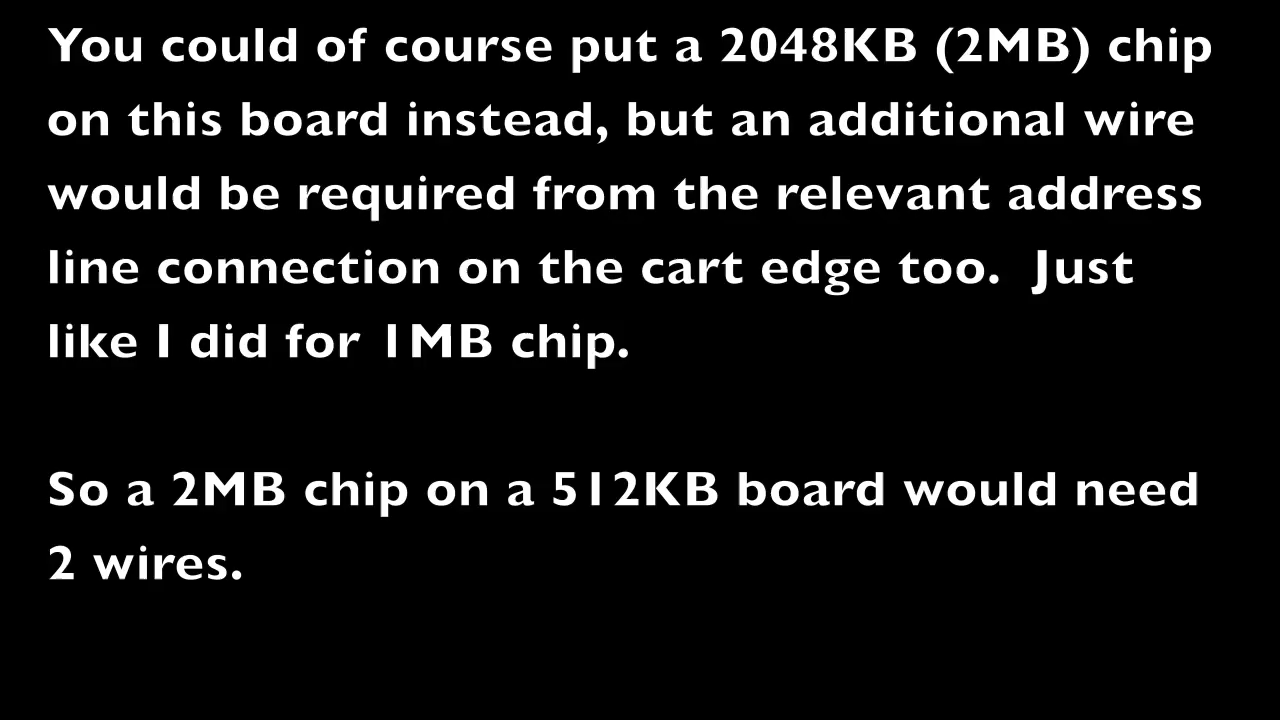 You could of course put a 2048KB (2MB) chip
on this board instead, but an additional wire
would be required from the relevant address
line connection on the cart edge too.  Just
like I did for 1MB chip.
So a 2MB chip on a 512KB board would need
2 wires.